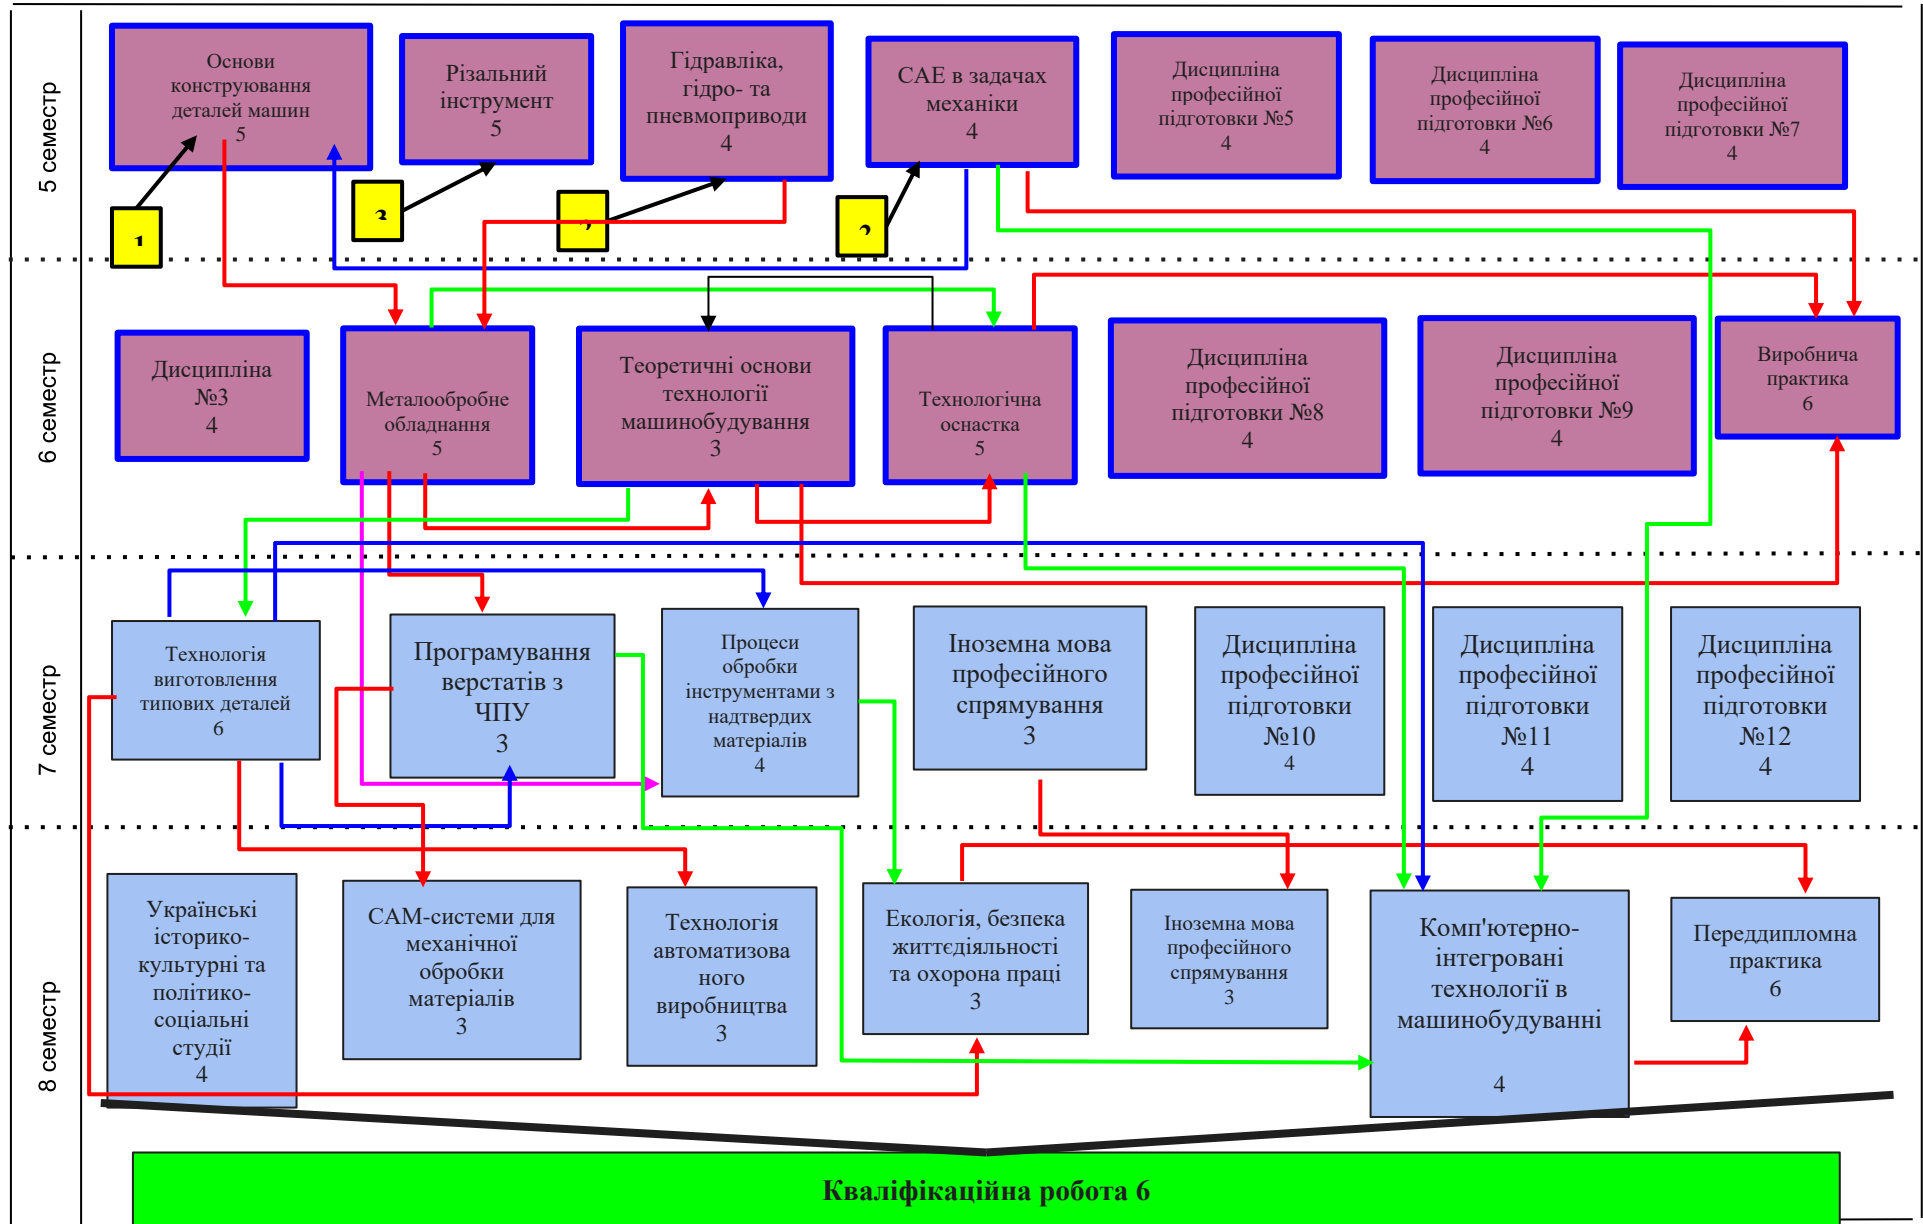 5 семестр
Основи
конструювання
деталей машин
5
Різальний
інструмент
5
Гідравліка,
гідро- та
пневмоприводи
4
САЕ в задачах
механіки
4
Дисципліна
професійної
підготовки №5
4
Дисципліна
професійної
підготовки №6
4
Дисципліна
професійної
підготовки №7
4
1
6 семестр
Дисципліна
№3
4
Металообробне
обладнання
5
Теоретичні основи
технології
машинобудування
3
Технологічна
оснастка
5
Дисципліна
професійної
підготовки №8
4
Дисципліна
професійної
підготовки №9
4
Виробнича
практика
6
7 семестр
Технологія
виготовлення
типових деталей
6
Програмування
верстатів з
ЧПУ
3
Процеси
обробки
інструментами з
надтвердих
матеріалів
4
Іноземна мова
професійного
спрямування
3
Дисципліна
професійної
підготовки
№10
4
Дисципліна
професійної
підготовки
№11
4
Дисципліна
професійної
підготовки
№12
4
8 семестр
Українські
історико-
культурні та
політико-
соціальні
студії
4
САМ-системи для
механічної
обробки
матеріалів
3
Технологія
автоматизова
ного
виробництва
3
Екологія, безпека
життєдіяльності
та охорона праці
3
Іноземна мова
професійного
спрямування
3
Комп'ютерно-
інтегровані
технології в
машинобудуванні
4
Переддипломна
практика
6
Кваліфікаційна робота 6